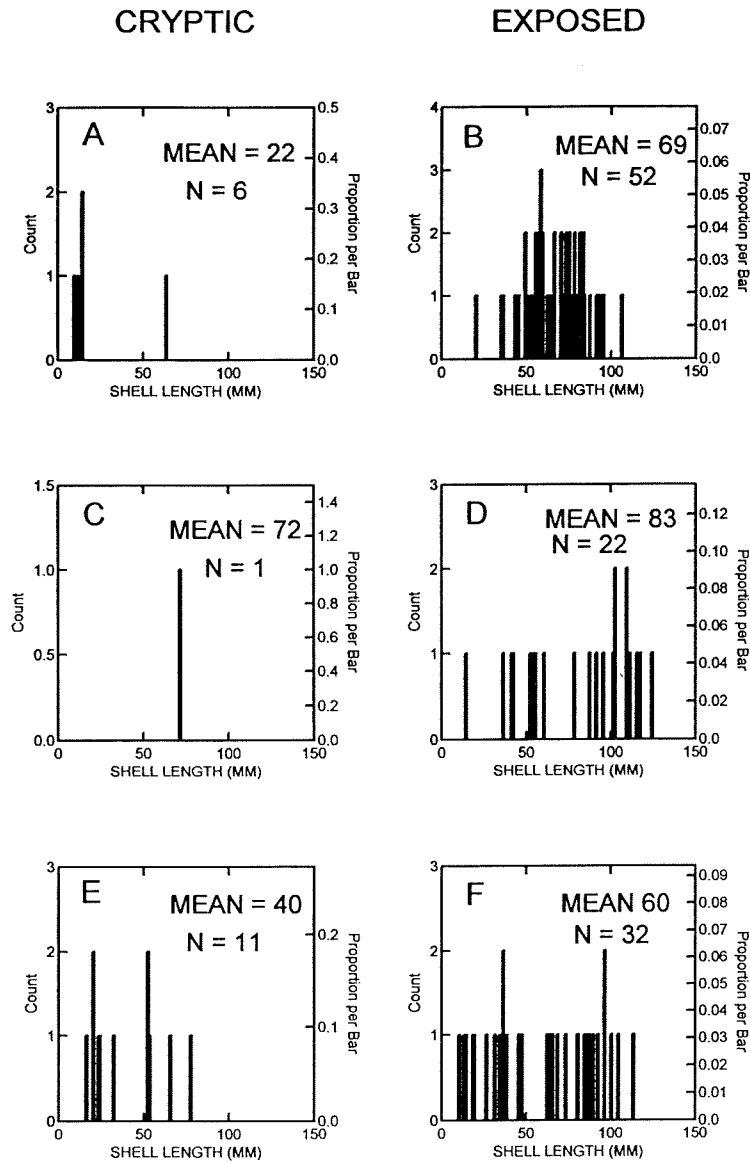 CRYPTIC EXPOSED
A
MEAN = 22
N = 6
Count
3
2
1
0
0.5
0.4
0.3
0.2
0.1
0.0
Proportion per Bar
0 50 100 150
SHELL LENGTH (MM)
B
MEAN = 69
N = 52
Count
4
3
2
1
0
0.07
0.06
0.05
0.04
0.03
0.02
0.01
0.0
Proportion per Bar
0 50 100 150
SHELL LENGTH (MM)
C
MEAN = 72
N = 1
Count
1.5
1.0
0.5
0.0
1.4
1.2
1.0
0.8
0.6
0.4
0.2
0.0
Proportion per Bar
0 50 100 150
SHELL LENGTH (MM)
D
MEAN = 83
N = 22
Count
3
2
1
0
0.12
0.10
0.09
0.08
0.06
0.04
0.02
0.0
Proportion per Bar
0 50 100 150
SHELL LENGTH (MM)
E
MEAN = 40
N = 11
Count
3
2
1
0
0.2
0.1
0.0
Proportion per Bar
0 50 100 150
SHELL LENGTH (MM)
F
MEAN 60
N = 32
Count
3
2
1
0
0.09
0.08
0.07
0.06
0.05
0.04
0.03
0.02
0.01
0.00
Proportion per Bar
0 50 100 150
SHELL LENGTH (MM)